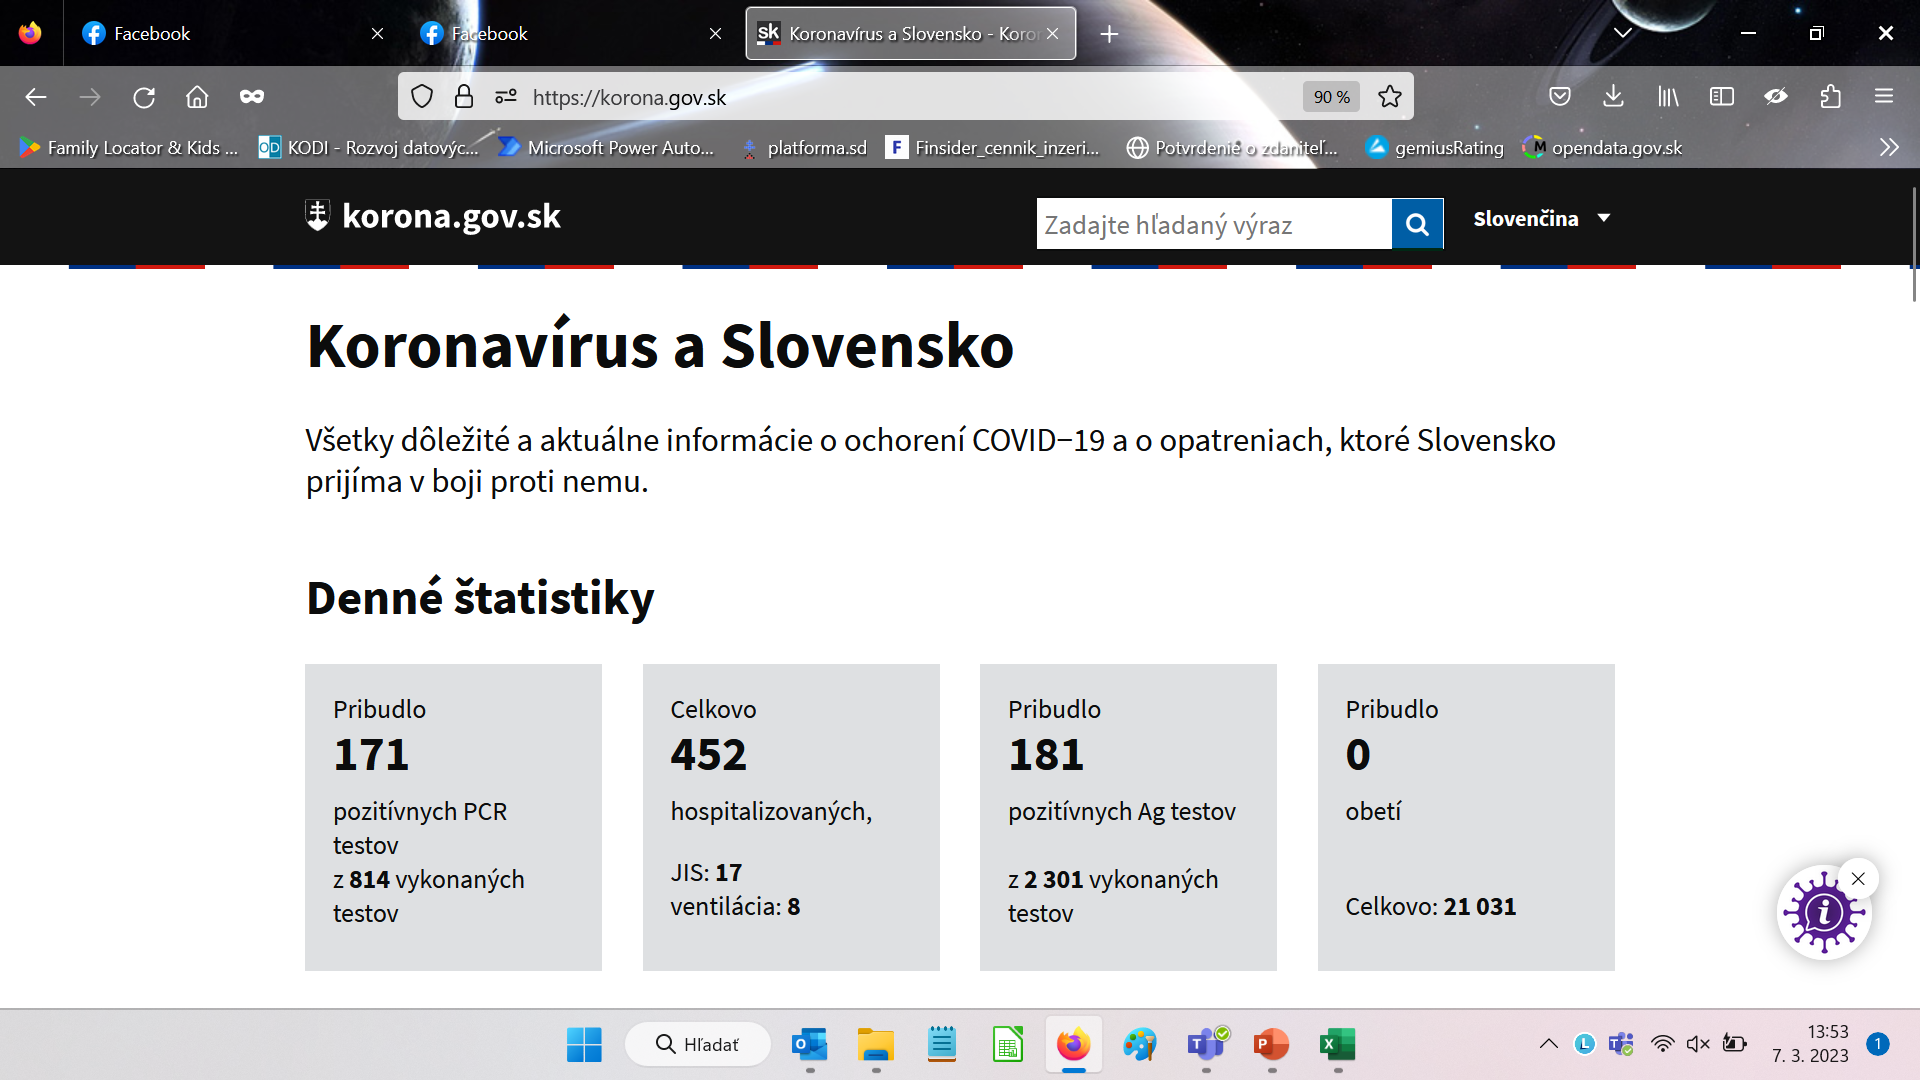 Facebook
Facebook
sk Koronavírus a Slovensko - Koro
https://korona.gov.sk
90 %
Family Locator & Kids ...
KODI - Rozvoj datovýc...
Microsoft Power Auto...
platforma.sd
Finsider_cennik_inzeri...
Potvrdenie o zdaniteľ...
gemiusRating
opendata.gov.sk
korona.gov.sk
Zadajte hľadaný výraz
Slovenčina
Koronavírus a Slovensko
Všetky dôležité a aktuálne informácie o ochorení COVID–19 a o opatreniach, ktoré Slovensko
prijíma v boji proti nemu.
Denné štatistiky
Pribudlo
171
pozitívnych PCR
testov
z 814 vykonaných
testov
Celkovo
452
hospitalizovaných,
JIS: 17
ventilácia: 8
Pribudlo
181
pozitívnych Ag testov
z 2 301 vykonaných
testov
Pribudlo
0
obetí
Celkovo: 21 031
Hľadať
13:53
7. 3. 2023
1